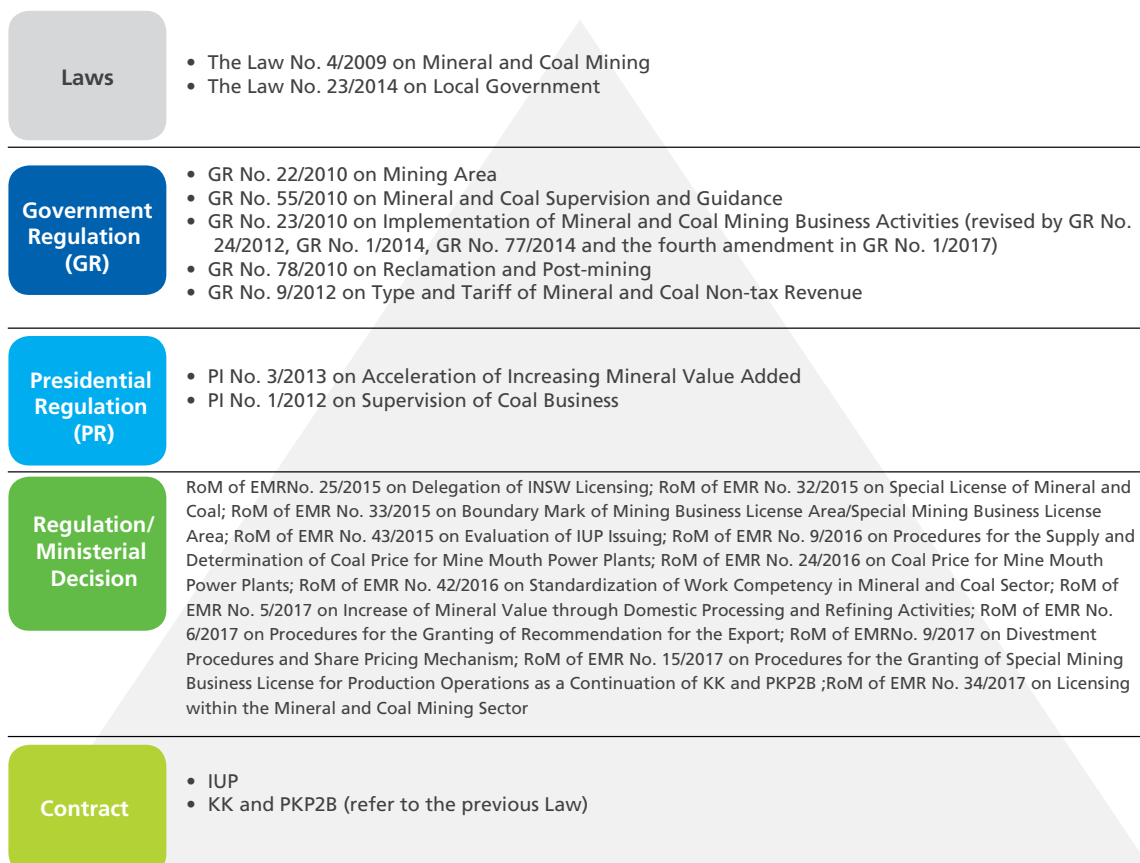 Laws
• The Law No. 4/2009 on Mineral and Coal Mining
• The Law No. 23/2014 on Local Government
Government
Regulation
(GR)
• GR No. 22/2010 on Mining Area
• GR No. 55/2010 on Mineral and Coal Supervision and Guidance
• GR No. 23/2010 on Implementation of Mineral and Coal Mining Business Activities (revised by GR No.
24/2012, GR No. 1/2014, GR No. 77/2014 and the fourth amendment in GR No. 1/2017)
• GR No. 78/2010 on Reclamation and Post-mining
• GR No. 9/2012 on Type and Tariff of Mineral and Coal Non-tax Revenue
Presidential
Regulation
(PR)
• PI No. 3/2013 on Acceleration of Increasing Mineral Value Added
• PI No. 1/2012 on Supervision of Coal Business
Regulation/
Ministerial
Decision
RoM of EMRNo. 25/2015 on Delegation of INSW Licensing; RoM of EMR No. 32/2015 on Special License of Mineral and
Coal; RoM of EMR No. 33/2015 on Boundary Mark of Mining Business License Area/Special Mining Business License
Area; RoM of EMR No. 43/2015 on Evaluation of IUP Issuing; RoM of EMR No. 9/2016 on Procedures for the Supply and
Determination of Coal Price for Mine Mouth Power Plants; RoM of EMR No. 24/2016 on Coal Price for Mine Mouth
Power Plants; RoM of EMR No. 42/2016 on Standardization of Work Competency in Mineral and Coal Sector; RoM of
EMR No. 5/2017 on Increase of Mineral Value through Domestic Processing and Refining Activities; RoM of EMR No.
6/2017 on Procedures for the Granting of Recommendation for the Export; RoM of EMRNo. 9/2017 on Divestment
Procedures and Share Pricing Mechanism; RoM of EMR No. 15/2017 on Procedures for the Granting of Special Mining
Business License for Production Operations as a Continuation of KK and PKP2B ;RoM of EMR No. 34/2017 on Licensing
within the Mineral and Coal Mining Sector
Contract
• IUP
• KK and PKP2B (refer to the previous Law)